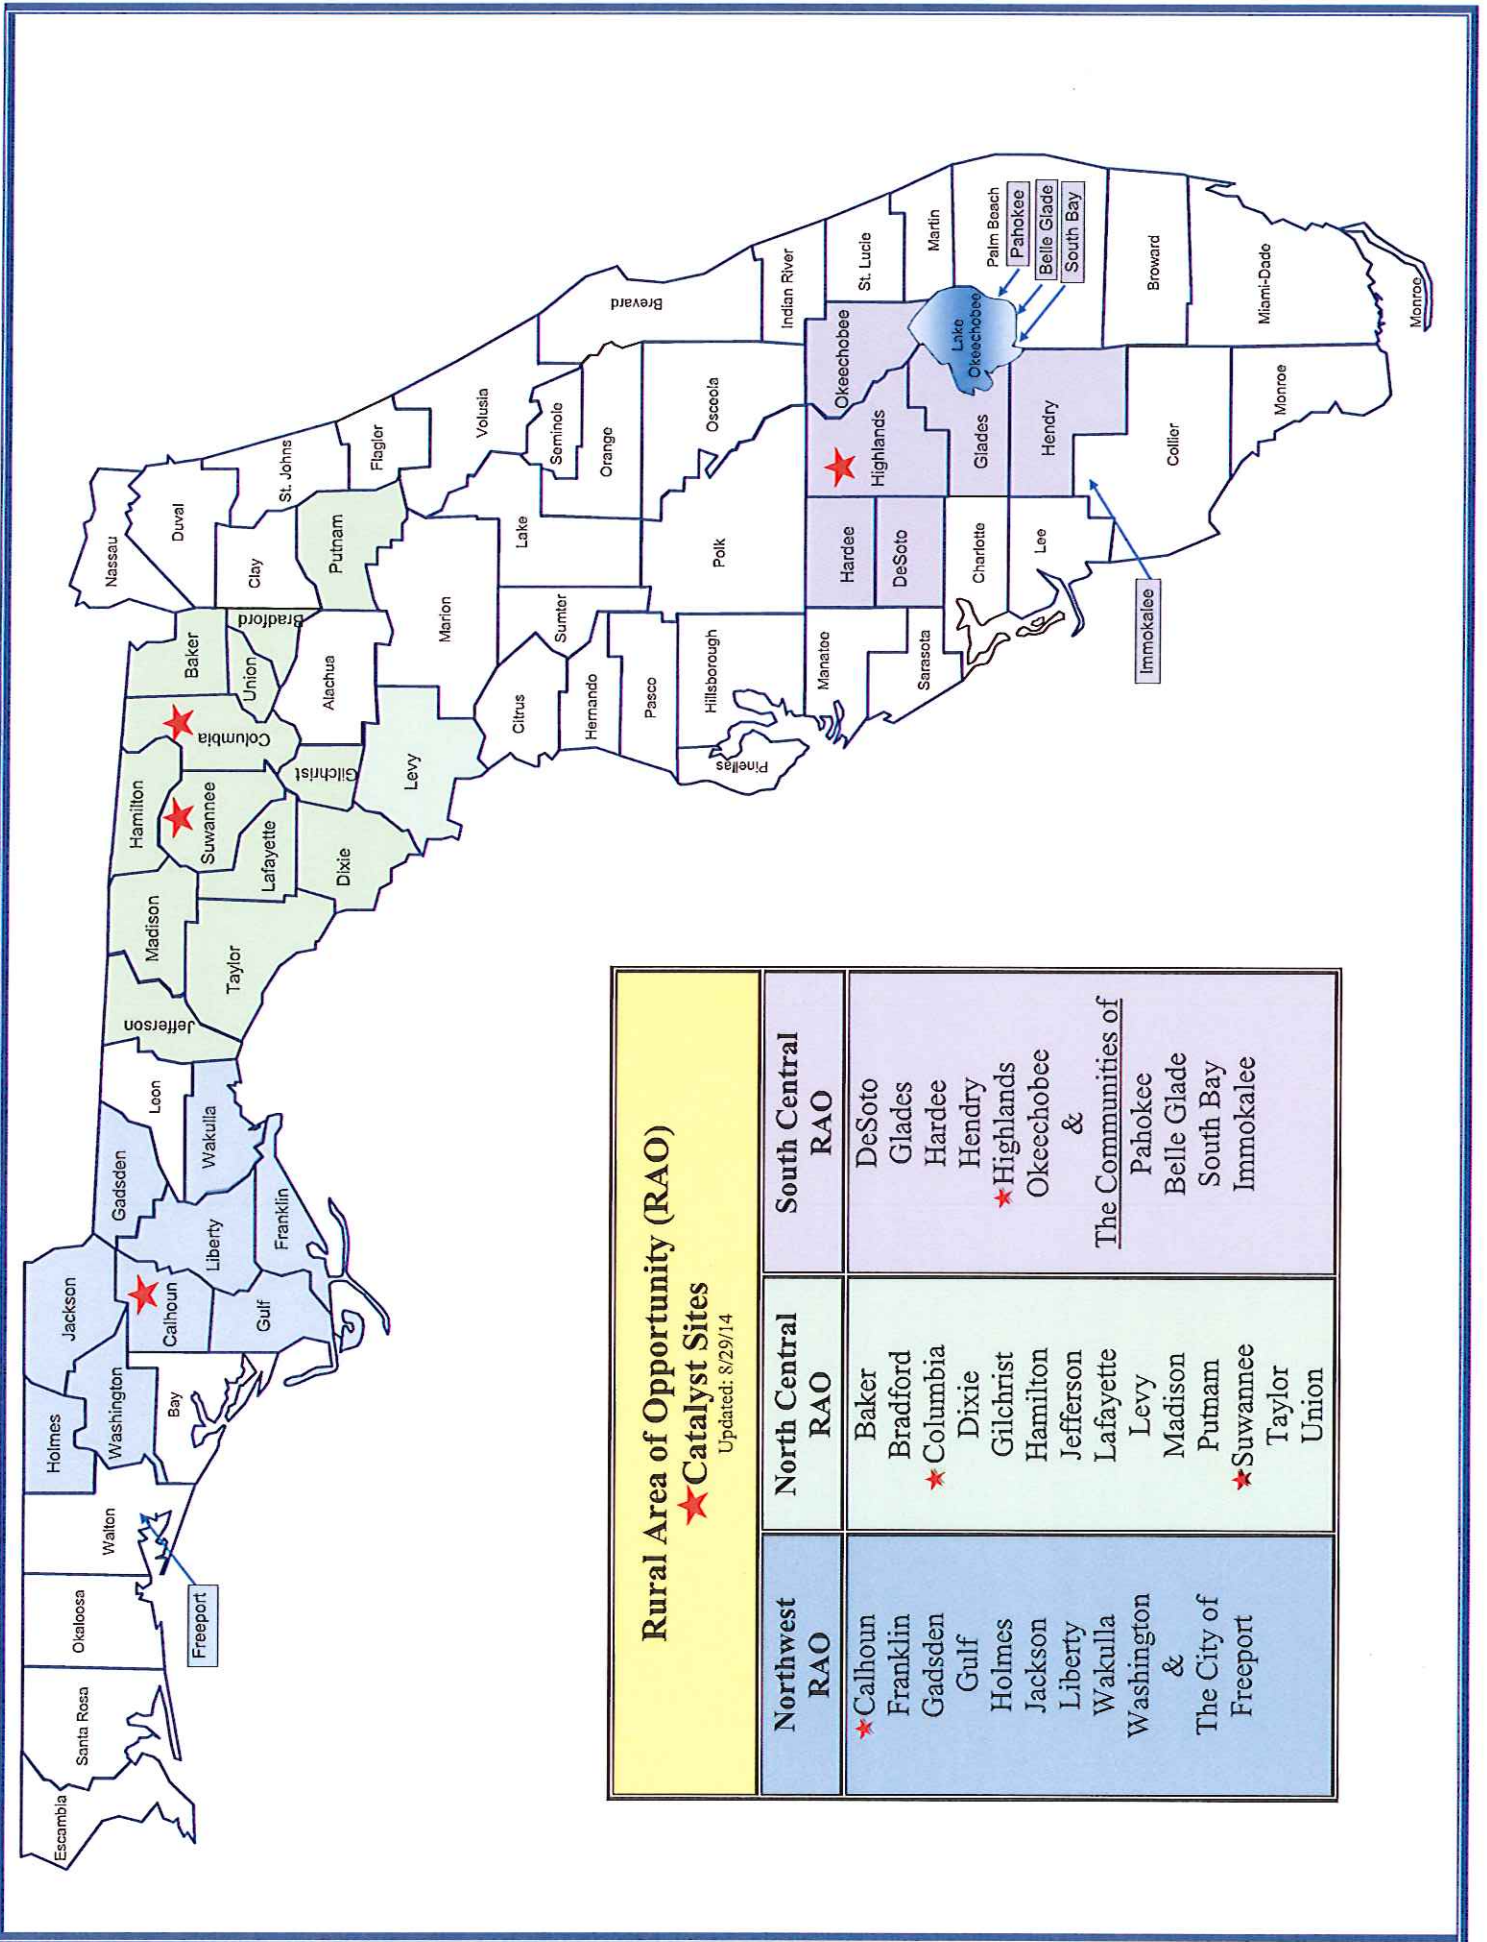 Escambia
Santa Rosa
Okaloosa
Walton
Holmes
Washington
Bay
Jackson
Calhoun
Gulf
Gadsden
Liberty
Franklin
Leon
Wakulla
Jefferson
Madison
Taylor
Hamilton
Suwannee
Lafayette
Dixie
Columbia
Gilchrist
Levy
Baker
Union
Bradford
Alachua
Nassau
Duval
Clay
St. Johns
Putnam
Flagler
Marion
Volusia
Citrus
Sumter
Lake
Seminole
Orange
Hernando
Pasco
Brevard
Osceola
Polk
Hillsborough
Pinellas
Indian River
Manatee
Hardee
Highlands
Okeechobee
St. Lucie
Sarasota
DeSoto
Martin
Charlotte
Glades
Lake
Okeechobee
Palm Beach
Pahokee
Belle Glade
South Bay
Lee
Hendry
Collier
Broward
Monroe
Miami-Dade
Monroe
Freeport
Immokalee
Rural Area of Opportunity (RAO)
Catalyst Sites
Updated: 8/29/14
Northwest
RAO
Calhoun
Franklin
Gadsden
Gulf
Holmes
Jackson
Liberty
Wakulla
Washington
&
The City of
Freeport
North Central
RAO
Baker
Bradford
Columbia
Dixie
Gilchrist
Hamilton
Jefferson
Lafayette
Levy
Madison
Putnam
Suwannee
Taylor
Union
South Central
RAO
DeSoto
Glades
Hardee
Hendry
Highlands
Okeechobee
&
The Communities of
Pahokee
Belle Glade
South Bay
Immokalee